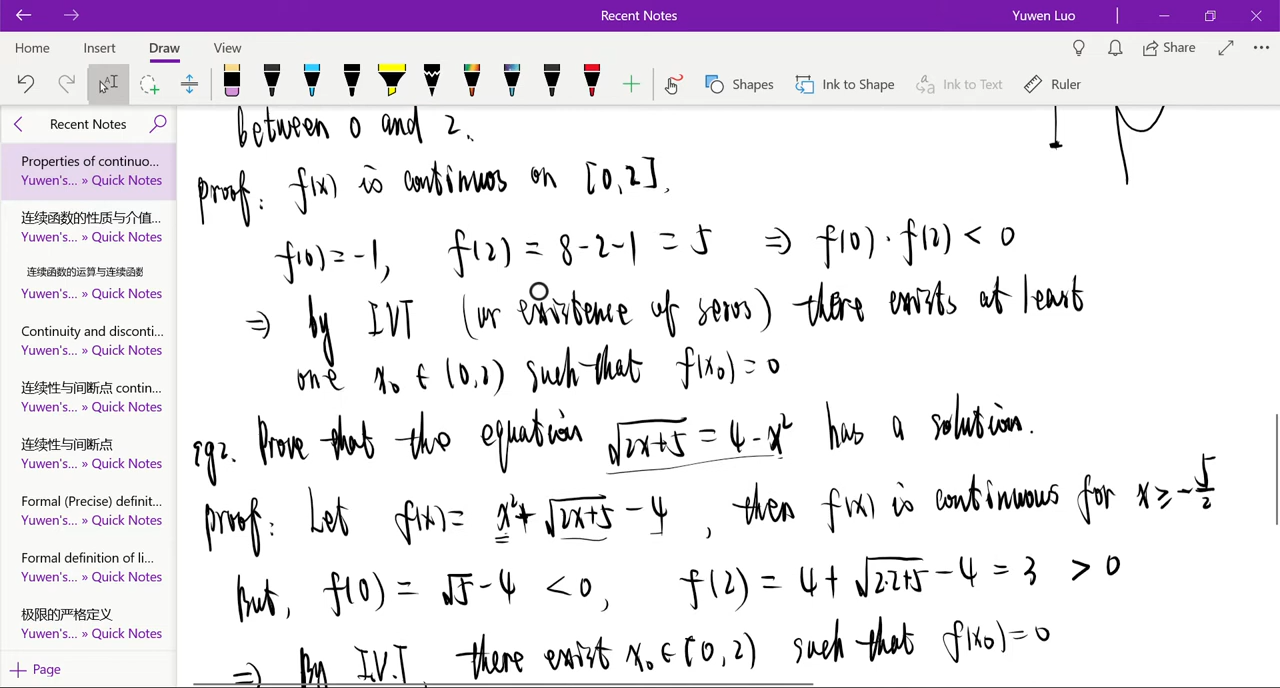 Recent Notes
Yuwen Luo
Home Insert Draw View
Share
Shapes
Ink to Shape
Ink to Text
Ruler
Recent Notes
Properties of continuo...
Yuwen's... » Quick Notes
连续函数的性质与介值...
Yuwen's... » Quick Notes
连续函数的运算与连续函数
Yuwen's... » Quick Notes
Continuity and disconti...
Yuwen's... » Quick Notes
连续性与间断点 contin...
Yuwen's... » Quick Notes
连续性与间断点
Yuwen's... » Quick Notes
Formal (Precise) definit...
Yuwen's... » Quick Notes
Formal definition of li...
Yuwen's... » Quick Notes
极限的严格定义
Yuwen's... » Quick Notes
Page
between 0 and 2.
proof: f(x) is continuos on [0,2],
f(0)=-1, f(2) = 8-2-1 = 5 ⇒ f(0)·f(2) < 0
⇒ by IVT (or existence of zeros) there exists at least
one x₀ ∈ (0,2) such that f(x₀)=0
eg2. Prove that the equation √(2x+5) = 4-x² has a solution.
proof: Let f(x)= x²+√(2x+5) -4, then f(x) is continuous for x ≥ -5/2
But, f(0) = √5 -4 <0, f(2) = 4+√(2·2+5) -4 = 3 > 0
⇒ By I.V.T, there exist x₀ ∈ [0,2) such that f(x₀)=0